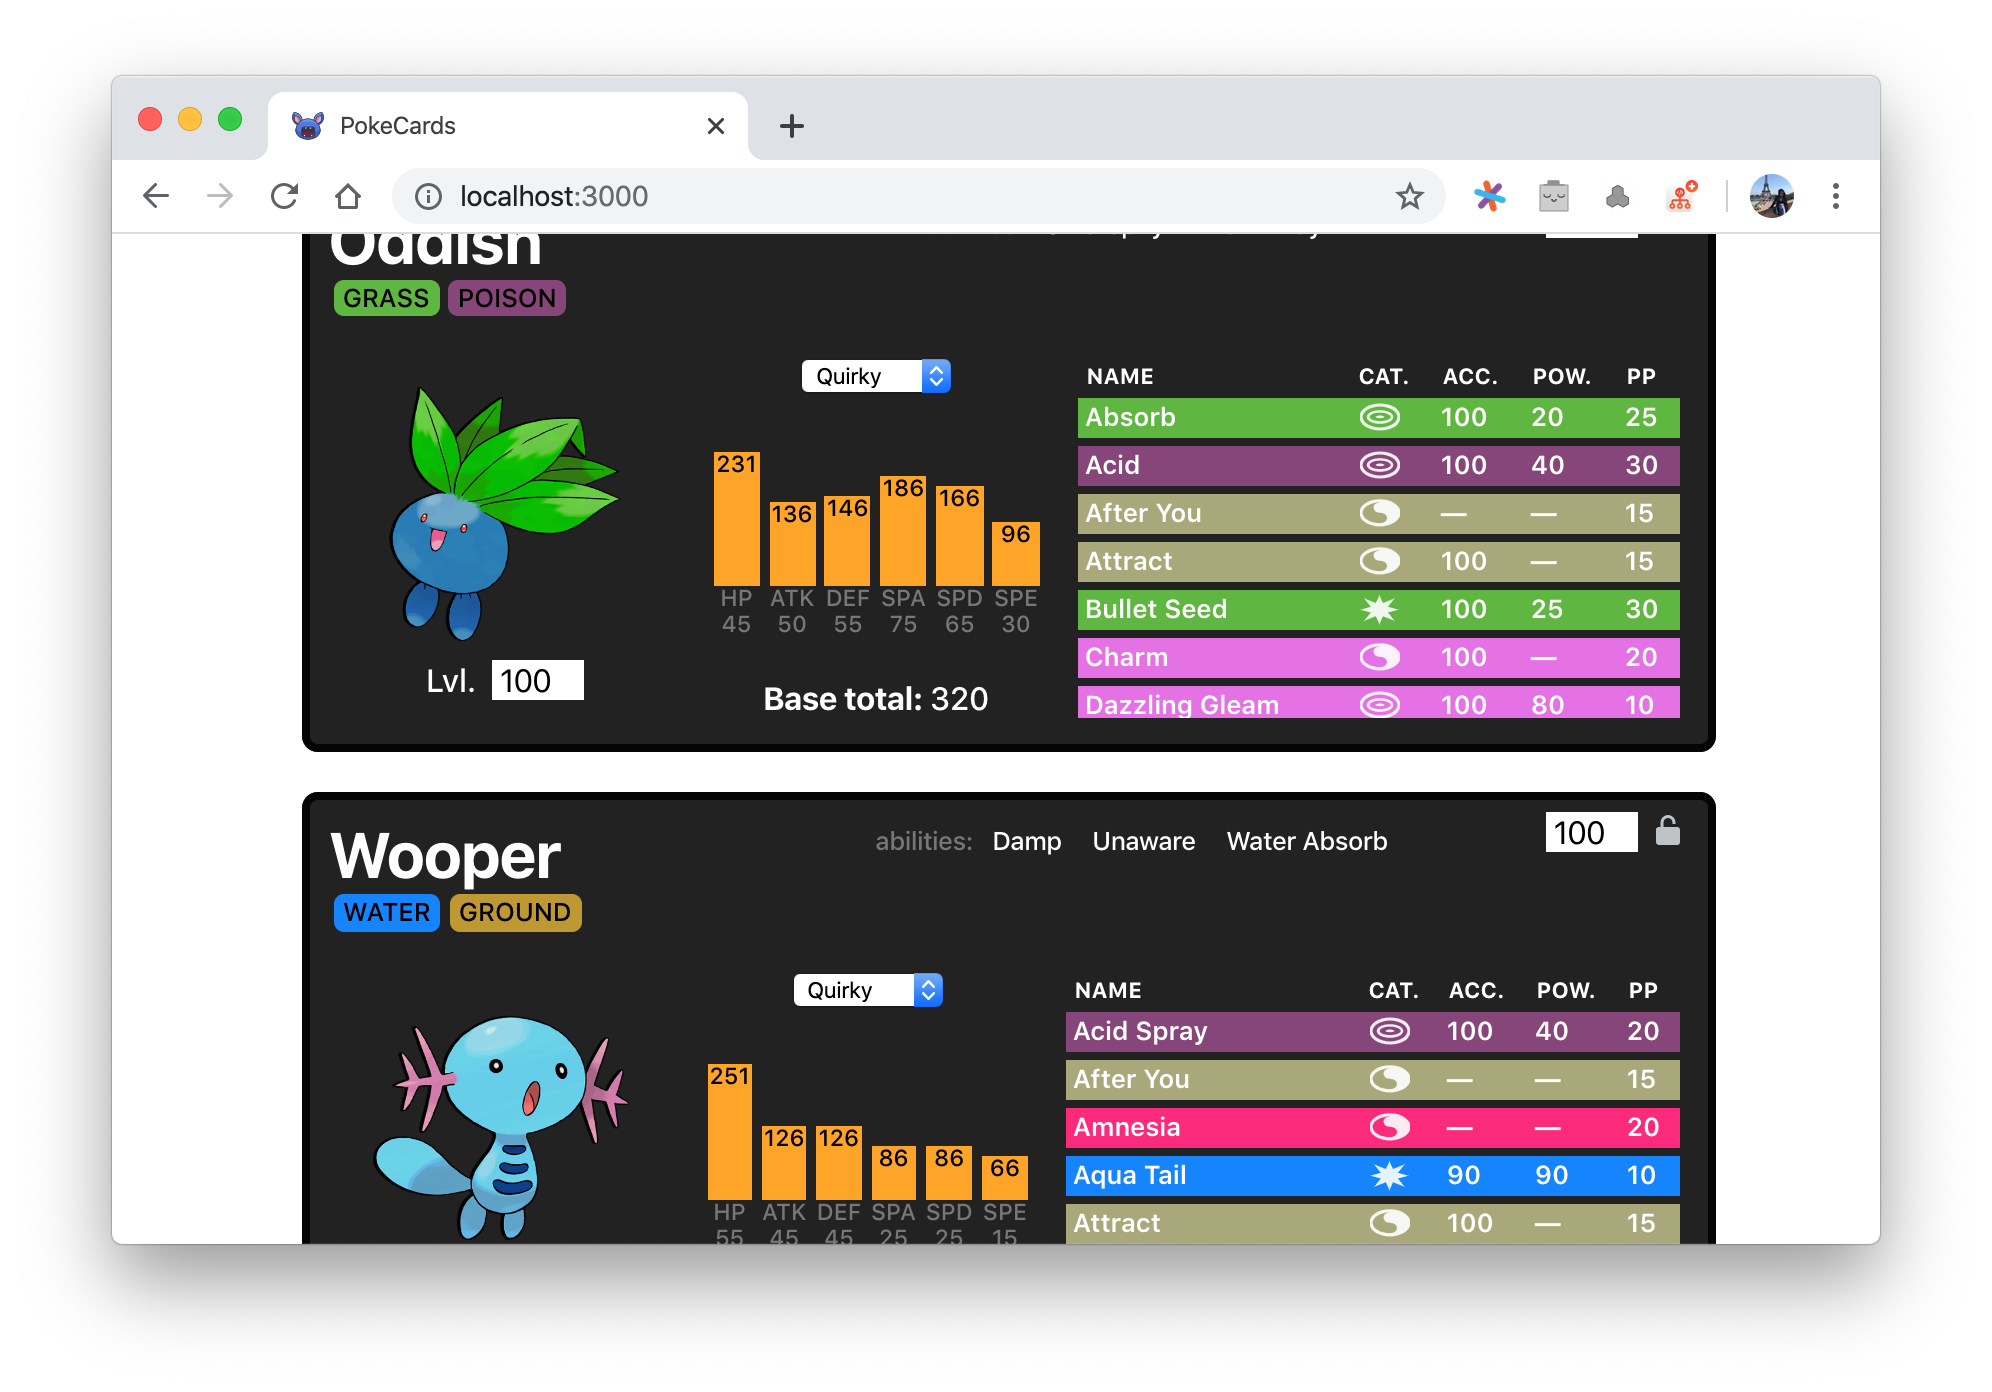 PokeCards
localhost:3000
Oddish
GRASS POISON
Quirky
NAME CAT. ACC. POW. PP
Absorb 100 20 25
Acid 100 40 30
After You — — 15
Attract 100 — 15
Bullet Seed 100 25 30
Charm 100 — 20
Dazzling Gleam 100 80 10
231 136 146 186 166 96
HP ATK DEF SPA SPD SPE
45 50 55 75 65 30
Lvl. 100
Base total: 320
Wooper
abilities: Damp Unaware Water Absorb
100
WATER GROUND
Quirky
NAME CAT. ACC. POW. PP
Acid Spray 100 40 20
After You — — 15
Amnesia — — 20
Aqua Tail 90 90 10
Attract 100 — 15
251 126 126 86 86 66
HP ATK DEF SPA SPD SPE
55 45 45 25 25 15